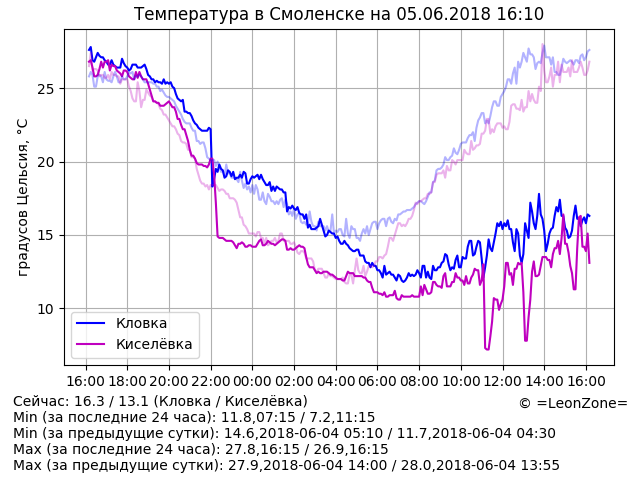 Температура в Смоленске на 05.06.2018 16:10
градусов Цельсия, °C
25
20
15
10
Кловка
Киселёвка
16:00 18:00 20:00 22:00 00:00 02:00 04:00 06:00 08:00 10:00 12:00 14:00 16:00
Сейчас: 16.3 / 13.1 (Кловка / Киселёвка)
© =LeonZone=
Min (за последние 24 часа): 11.8,07:15 / 7.2,11:15
Min (за предыдущие сутки): 14.6,2018-06-04 05:10 / 11.7,2018-06-04 04:30
Max (за последние 24 часа): 27.8,16:15 / 26.9,16:15
Max (за предыдущие сутки): 27.9,2018-06-04 14:00 / 28.0,2018-06-04 13:55